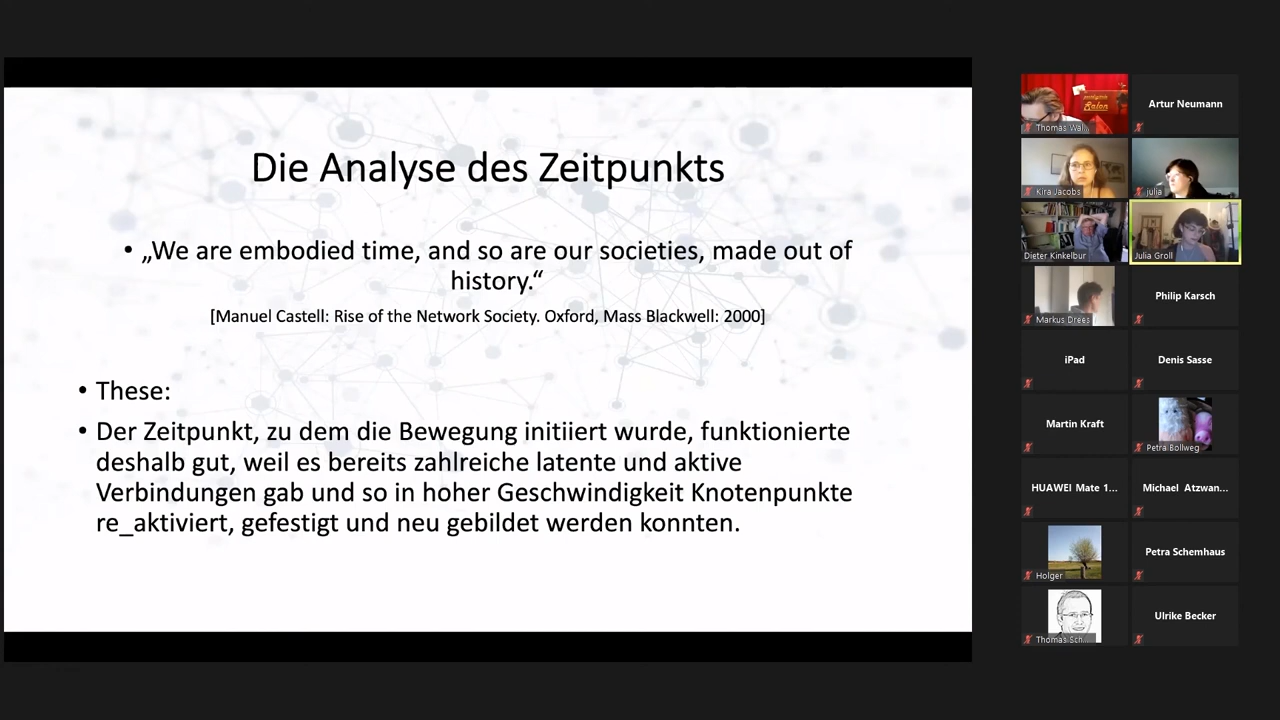 Die Analyse des Zeitpunkts
• „We are embodied time, and so are our societies, made out of
history.“
[Manuel Castell: Rise of the Network Society. Oxford, Mass Blackwell: 2000]
• These:
• Der Zeitpunkt, zu dem die Bewegung initiiert wurde, funktionierte
deshalb gut, weil es bereits zahlreiche latente und aktive
Verbindungen gab und so in hoher Geschwindigkeit Knotenpunkte
re_aktiviert, gefestigt und neu gebildet werden konnten.
Salon
Thomas Wal...
Artur Neumann
Kira Jacobs
julia
Dieter Kinkelbur
Julia Groll
Markus Drees
Philip Karsch
iPad
Denis Sasse
Martin Kraft
Petra Bollweg
HUAWEI Mate 1...
Michael Atzwan...
Holger
Petra Schemhaus
Thomas Sch...
Ulrike Becker